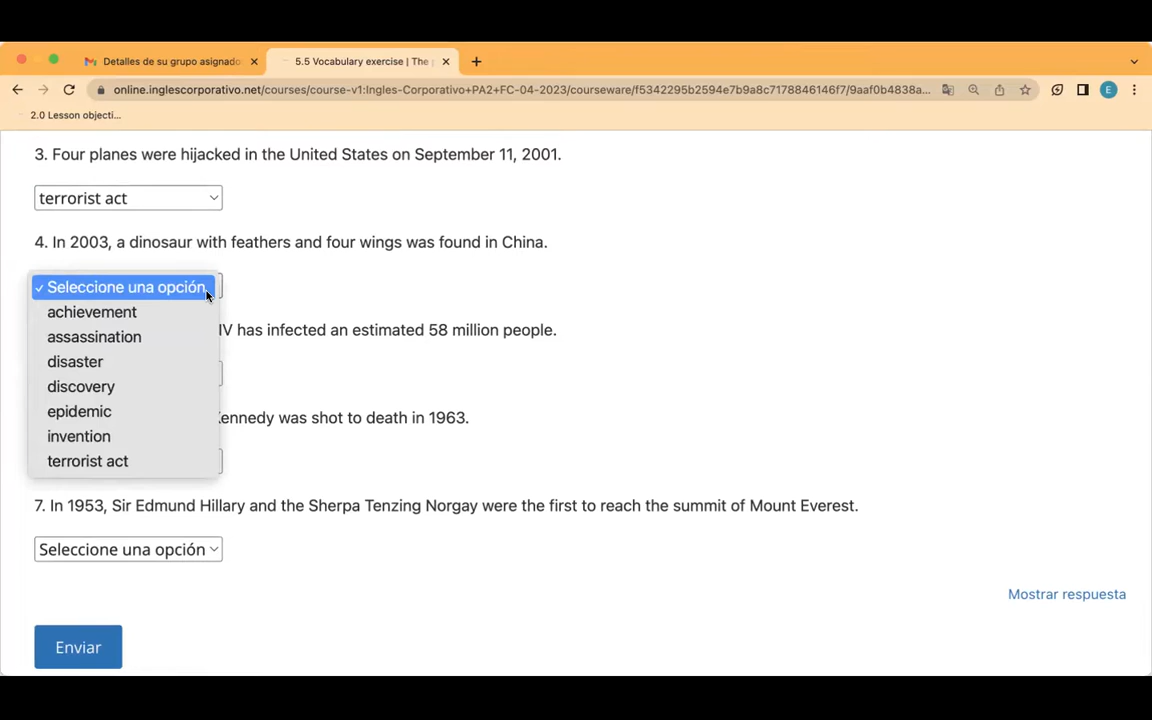 Detalles de su grupo asignado
5.5 Vocabulary exercise | The
online.inglescorporativo.net/courses/course-v1:Ingles-Corporativo+PA2+FC-04-2023/courseware/f5342295b2594e7b9a8c7178846146f7/9aaf0b4838a...
E
2.0 Lesson objecti...
3. Four planes were hijacked in the United States on September 11, 2001.
terrorist act
4. In 2003, a dinosaur with feathers and four wings was found in China.
✓ Seleccione una opción
achievement
IV has infected an estimated 58 million people.
assassination
disaster
discovery
epidemic
Kennedy was shot to death in 1963.
invention
terrorist act
7. In 1953, Sir Edmund Hillary and the Sherpa Tenzing Norgay were the first to reach the summit of Mount Everest.
Seleccione una opción
Mostrar respuesta
Enviar